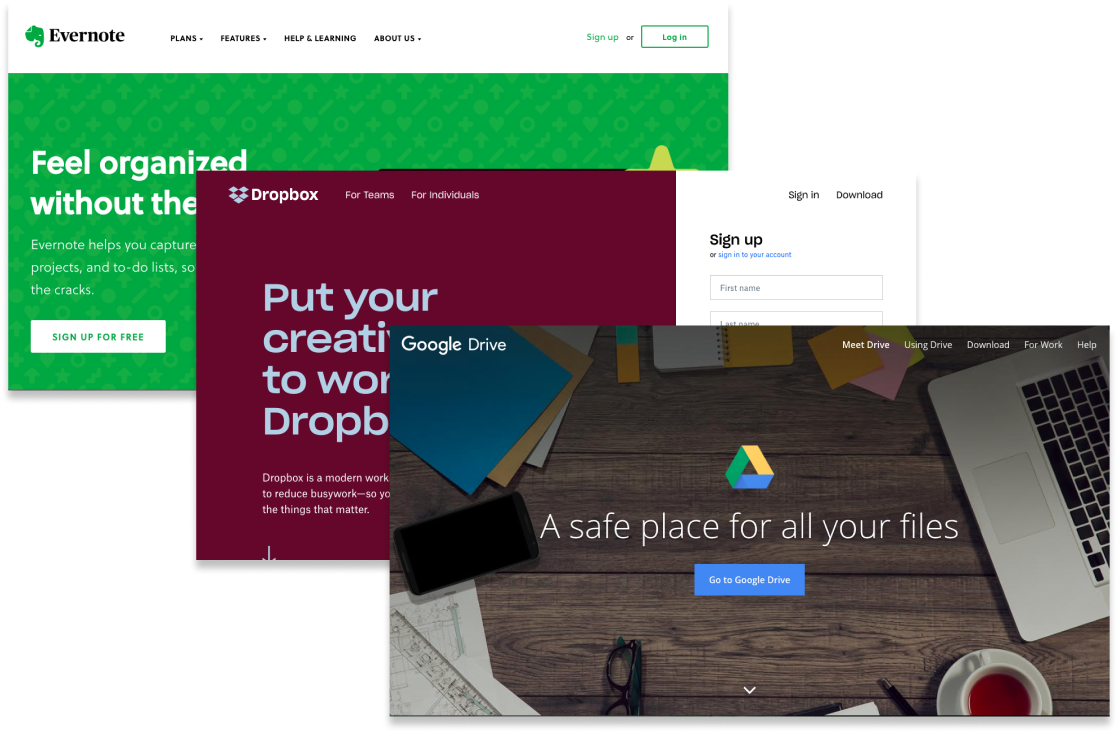 Evernote
PLANS
FEATURES
HELP & LEARNING
ABOUT US
Sign up or
Log in
Feel organized
without the
Evernote helps you capture
projects, and to-do lists, so
the cracks.
SIGN UP FOR FREE
Dropbox
For Teams
For Individuals
Sign in
Download
Sign up
or sign in to your account
First name
Last name
Put your
creati
to wor
Dropb
Dropbox is a modern work
to reduce busywork—so yo
the things that matter.
Google Drive
Meet Drive
Using Drive
Download
For Work
Help
A safe place for all your files
Go to Google Drive